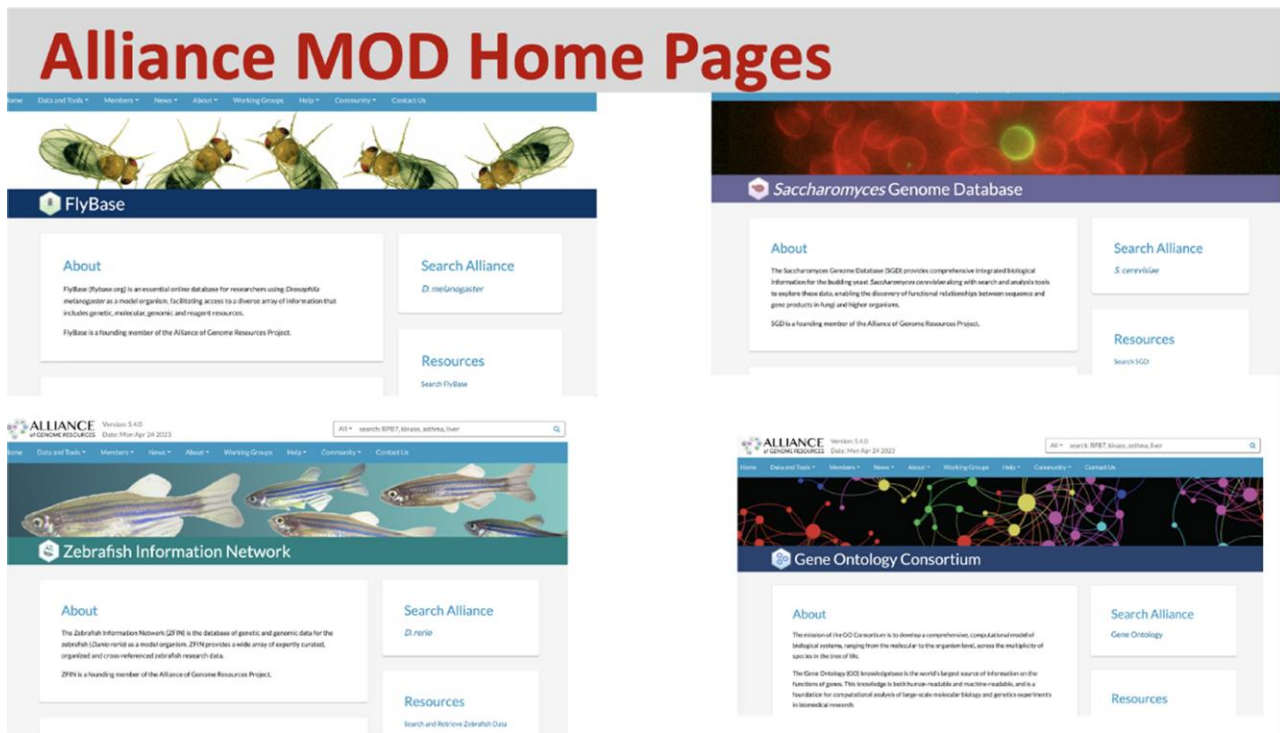 Alliance MOD Home Pages
Home Data and Tools Members News About Working Groups Help Community Contact Us
FlyBase
About
FlyBase (flybase.org) is an essential online database for researchers using Drosophila
melanogaster as a model organism, facilitating access to a diverse array of information that
includes genetic, molecular, genomic and reagent resources.
FlyBase is a founding member of the Alliance of Genome Resources Project.
Search Alliance
D. melanogaster
Resources
Search FlyBase
Saccharomyces Genome Database
About
The Saccharomyces Genome Database (SGD) provides comprehensive integrated biological
information for the budding yeast Saccharomyces cerevisiae along with search and analysis tools
to explore these data, enabling the discovery of functional relationships between sequence and
gene products in fungi and higher organisms.
SGD is a founding member of the Alliance of Genome Resources Project.
Search Alliance
S. cerevisiae
Resources
Search SGD
ALLIANCE
of GENOME RESOURCES
Version: 5.4.0
Date: Mon Apr 24 2023
All search: RPB7, kinase, asthma, liver
ome Data and Tools Members News About Working Groups Help Community Contact Us
Zebrafish Information Network
About
The Zebrafish Information Network (ZFIN) is the database of genetic and genomic data for the
zebrafish (Danio rerio) as a model organism. ZFIN provides a wide array of expertly curated,
organized and cross-referenced zebrafish research data.
ZFIN is a founding member of the Alliance of Genome Resources Project.
Search Alliance
D. rerio
Resources
Search and Retrieve Zebrafish Data
ALLIANCE
of GENOME RESOURCES
Version: 5.4.0
Date: Mon Apr 24 2023
All search: RPB7, kinase, asthma, liver
Home Data and Tools Members News About Working Groups Help Community Contact Us
Gene Ontology Consortium
About
The mission of the GO Consortium is to develop a comprehensive, computational model of
biological systems, ranging from the molecular to the organism level, across the multiplicity of
species in the tree of life.
The Gene Ontology (GO) knowledgebase is the world's largest source of information on the
functions of genes. This knowledge is both human-readable and machine-readable, and is a
foundation for computational analysis of large-scale molecular biology and genetics experiments
in biomedical research.
Search Alliance
Gene Ontology
Resources